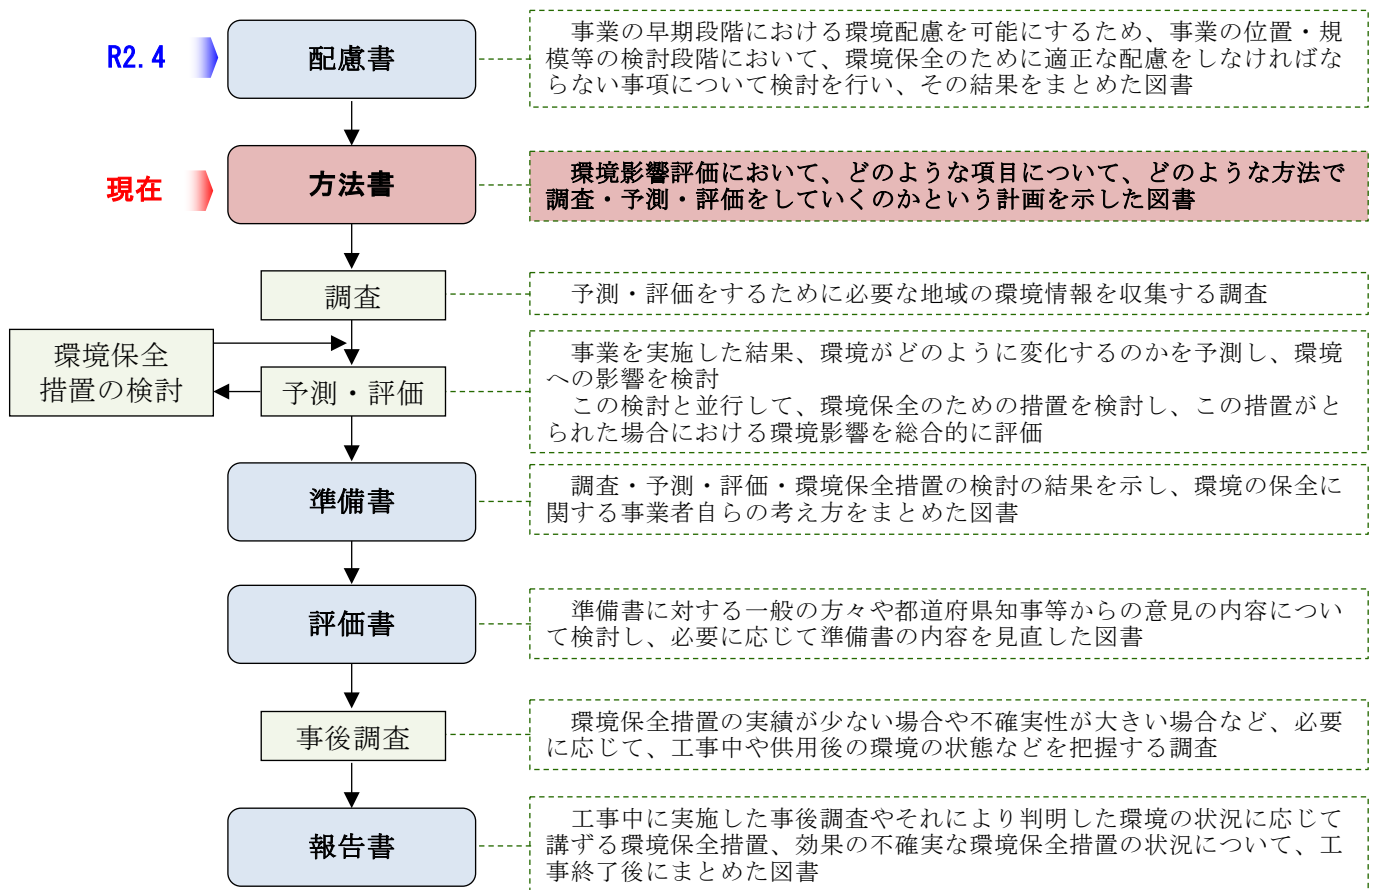 R2.4
配慮書
事業の早期段階における環境配慮を可能にするため、事業の位置・規
模等の検討段階において、環境保全のために適正な配慮をしなければな
らない事項について検討を行い、その結果をまとめた図書
現在
方法書
環境影響評価において、どのような項目について、どのような方法で
調査・予測・評価をしていくのかという計画を示した図書
調査
予測・評価をするために必要な地域の環境情報を収集する調査
環境保全
措置の検討
予測・評価
事業を実施した結果、環境がどのように変化するのかを予測し、環境
への影響を検討
この検討と並行して、環境保全のための措置を検討し、この措置がと
られた場合における環境影響を総合的に評価
準備書
調査・予測・評価・環境保全措置の検討の結果を示し、環境の保全に
関する事業者自らの考え方をまとめた図書
評価書
準備書に対する一般の方々や都道府県知事等からの意見の内容につい
て検討し、必要に応じて準備書の内容を見直した図書
事後調査
環境保全措置の実績が少ない場合や不確実性が大きい場合など、必要
に応じて、工事中や供用後の環境の状態などを把握する調査
報告書
工事中に実施した事後調査やそれにより判明した環境の状況に応じて
講ずる環境保全措置、効果の不確実な環境保全措置の状況について、工
事終了後にまとめた図書